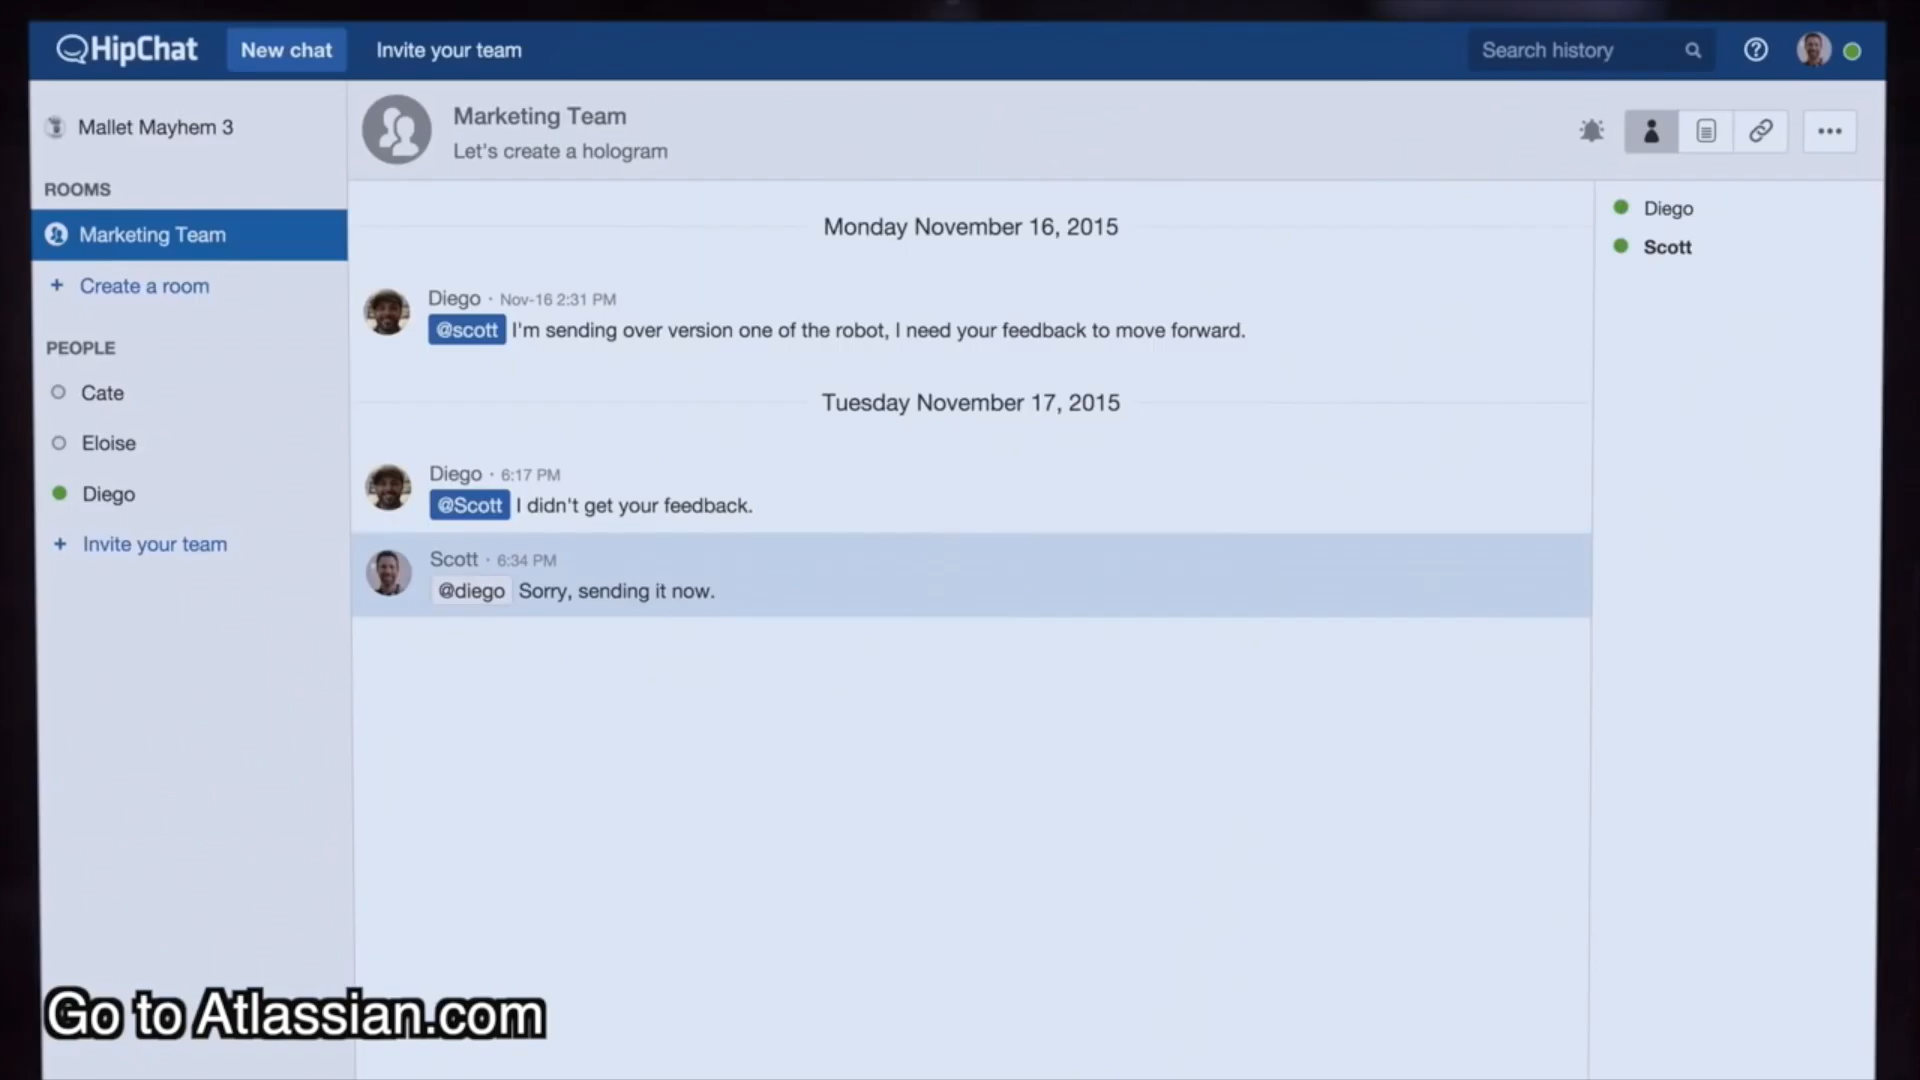 HipChat
New chat
Invite your team
Search history
Mallet Mayhem 3
ROOMS
Marketing Team
+ Create a room
PEOPLE
Cate
Eloise
Diego
+ Invite your team
Marketing Team
Let's create a hologram
Monday November 16, 2015
Diego · Nov-16 2:31 PM
@scott I'm sending over version one of the robot, I need your feedback to move forward.
Tuesday November 17, 2015
Diego · 6:17 PM
@Scott I didn't get your feedback.
Scott · 6:34 PM
@diego Sorry, sending it now.
Diego
Scott
Go to Atlassian.com